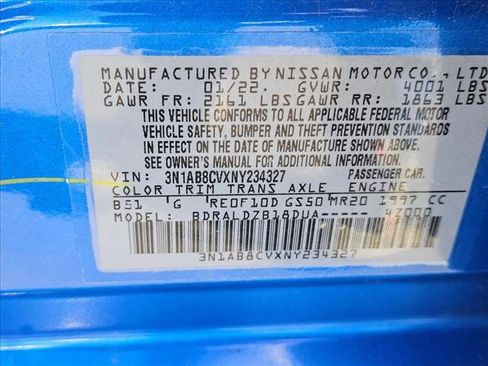 MANUFACTURED BY NISSAN MOTOR CO., LTD
DATE: 01/22. GVWR: 4001 LBS
GAWR FR: 2161 LBS GAWR RR: 1863 LBS
THIS VEHICLE CONFORMS TO ALL APPLICABLE FEDERAL MOTOR
VEHICLE SAFETY, BUMPER AND THEFT PREVENTION STANDARDS
IN EFFECT ON THE DATE OF MANUFACTURE SHOWN ABOVE.
SEE OWNER'S MANUAL FOR ADDITIONAL INFORMATION.
VIN: 3N1AB8CVXNY234327 PASSENGER CAR.
COLOR TRIM TRANS AXLE ENGINE
B51 G RE0F10D GS50 MR20 1997 CC
MODEL: BDRALDZB18DUA- 4Z000
3N1AB8CVXNY234327